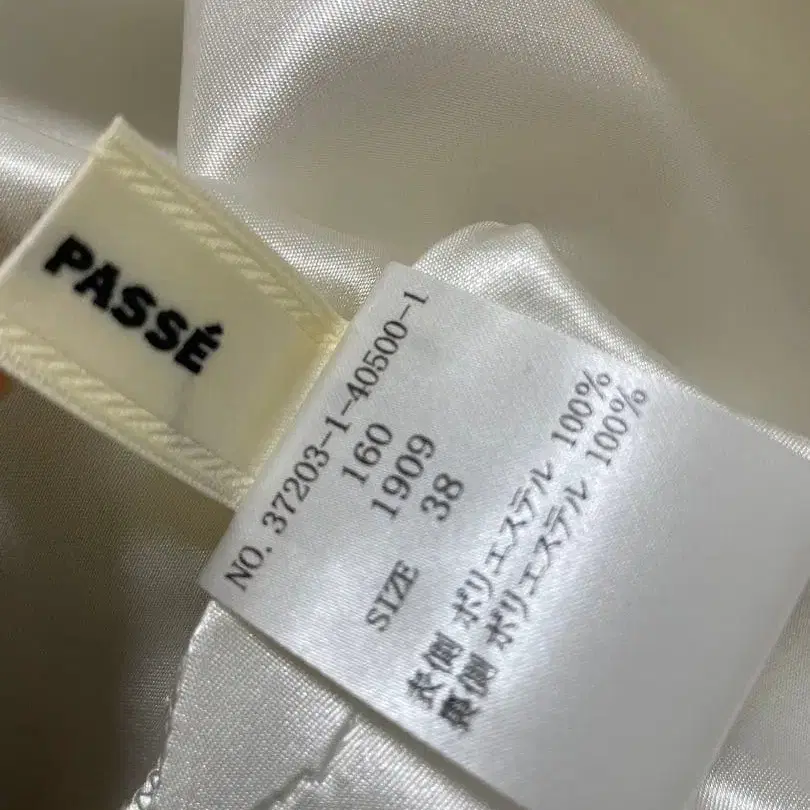 PASSÉ
NO. 37203-1-40500-1
160
1909
SIZE 38
表側 ポリエステル 100%
裏側 ポリエステル 100%